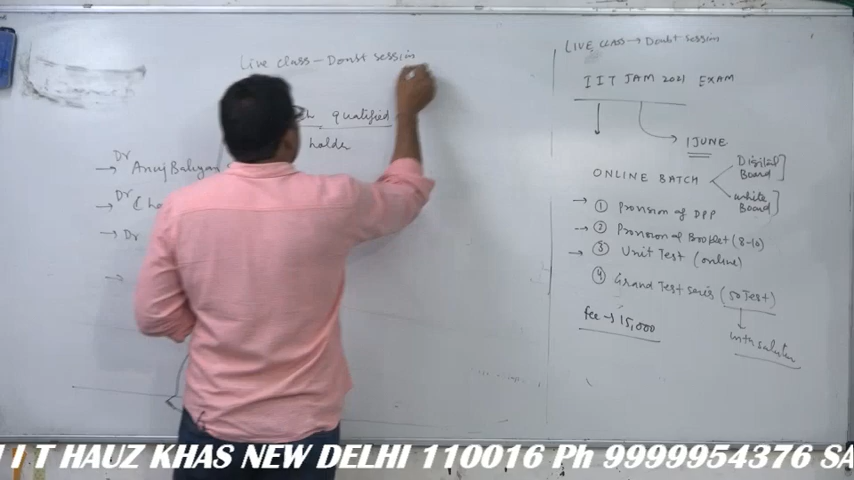 Live class - Doubt session
qualified
holder
→ Dr Anuj Baliyan
→ Dr
→ Dr
→
LIVE CLASS → Doubt session
IIT JAM 2021 EXAM
→ 1 JUNE
ONLINE BATCH
Digital Board]
white Board]
→ ① Provision of DPP
→ ② Provision of Booklet (8-10)
→ ③ Unit Test (online)
④ Grand Test series (50 Test)
fee → 15,000
I T HAUZ KHAS NEW DELHI 110016 Ph 9999954376 SA